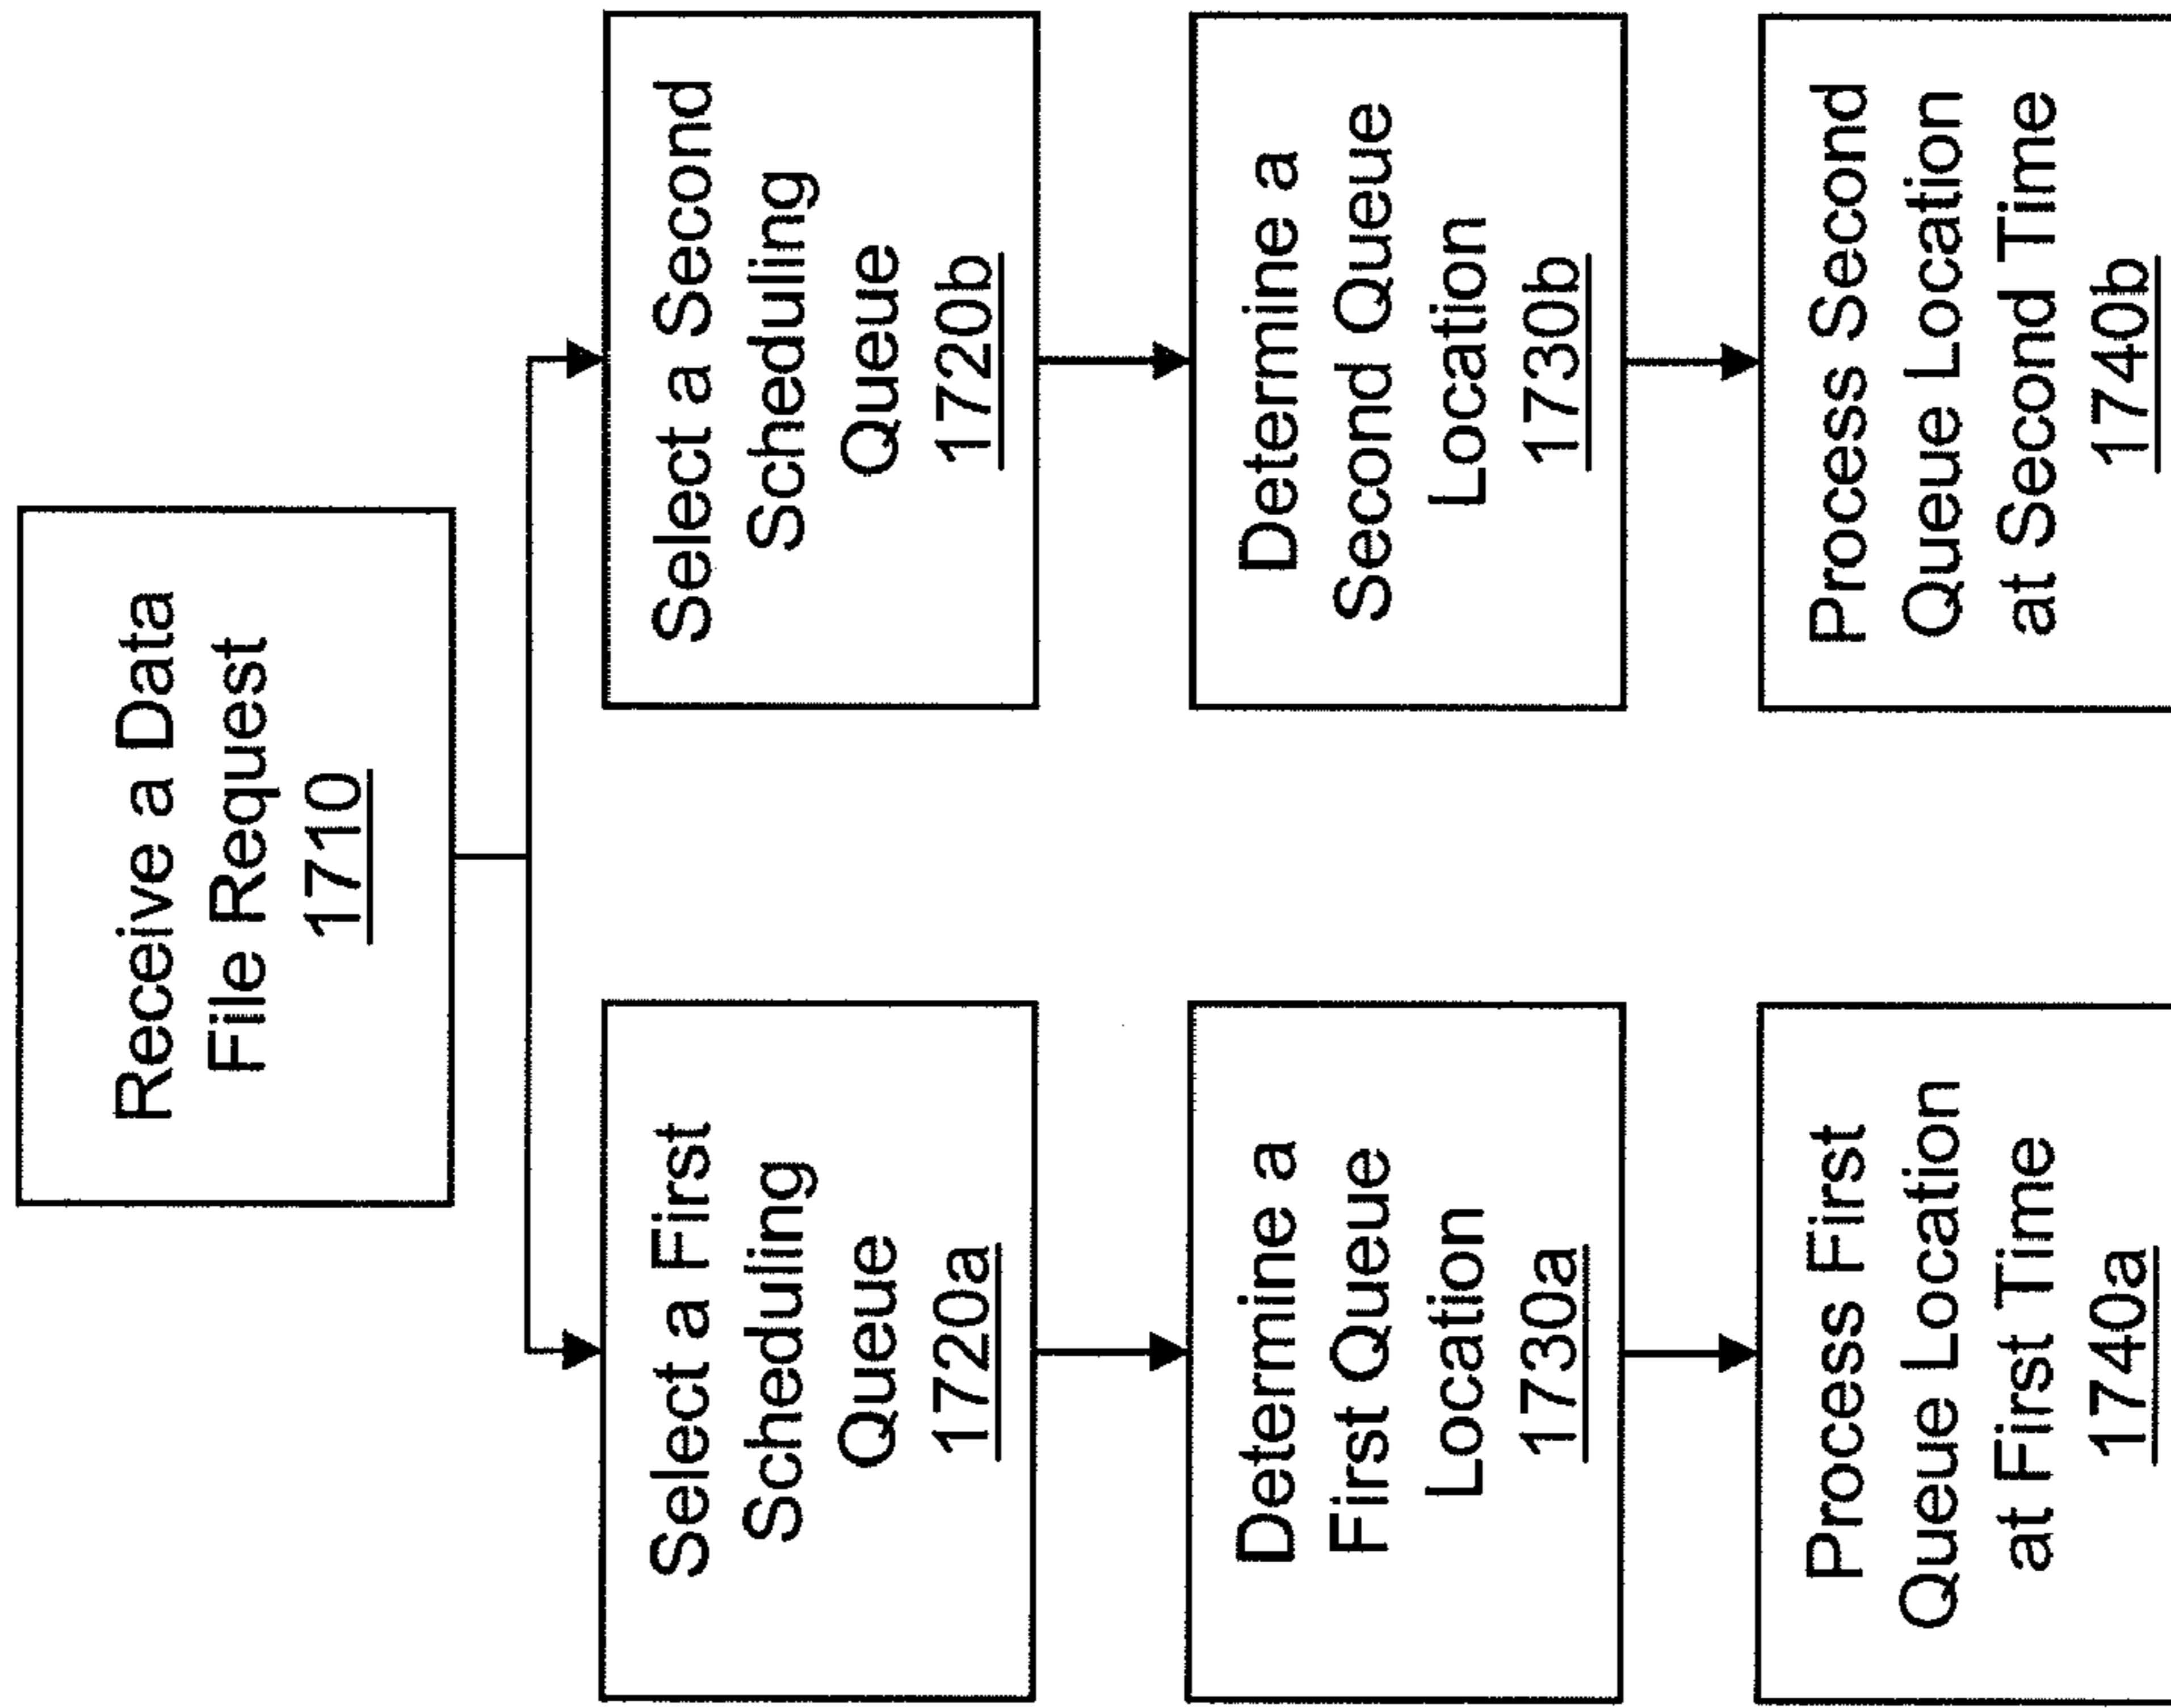 Receive a Data
File Request
1710
Select a First
Scheduling
Queue
1720a
Select a Second
Scheduling
Queue
1720b
Determine a
First Queue
Location
1730a
Determine a
Second Queue
Location
1730b
Process First
Queue Location
at First Time
1740a
Process Second
Queue Location
at Second Time
1740b